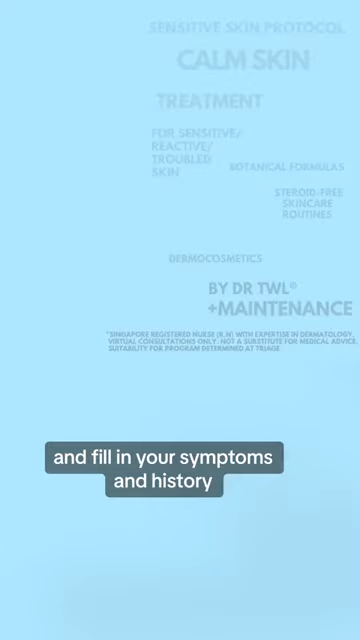 SENSITIVE SKIN PROTOCOL
CALM SKIN
TREATMENT
FOR SENSITIVE/
REACTIVE/
TROUBLED
SKIN
BOTANICAL FORMULAS
STEROID-FREE
SKINCARE
ROUTINES
DERMOCOSMETICS
BY DR TWL®
+MAINTENANCE
*SINGAPORE REGISTERED NURSE (R.N) WITH EXPERTISE IN DERMATOLOGY.
VIRTUAL CONSULTATIONS ONLY. NOT A SUBSTITUTE FOR MEDICAL ADVICE.
SUITABILITY FOR PROGRAM DETERMINED AT TRIAGE
and fill in your symptoms
and history